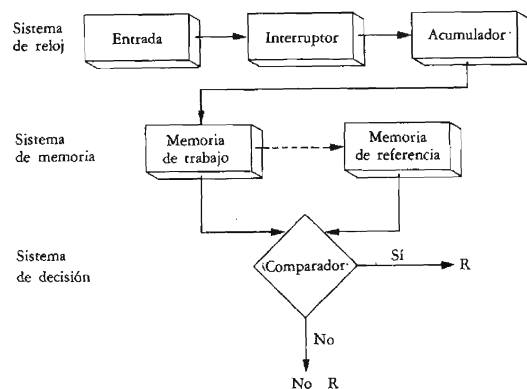 Sistema
de reloj
Entrada
Interruptor
Acumulador
Sistema
de memoria
Memoria
de trabajo
Memoria
de referencia
Sistema
de decisión
Comparador
Sí
R
No
No R